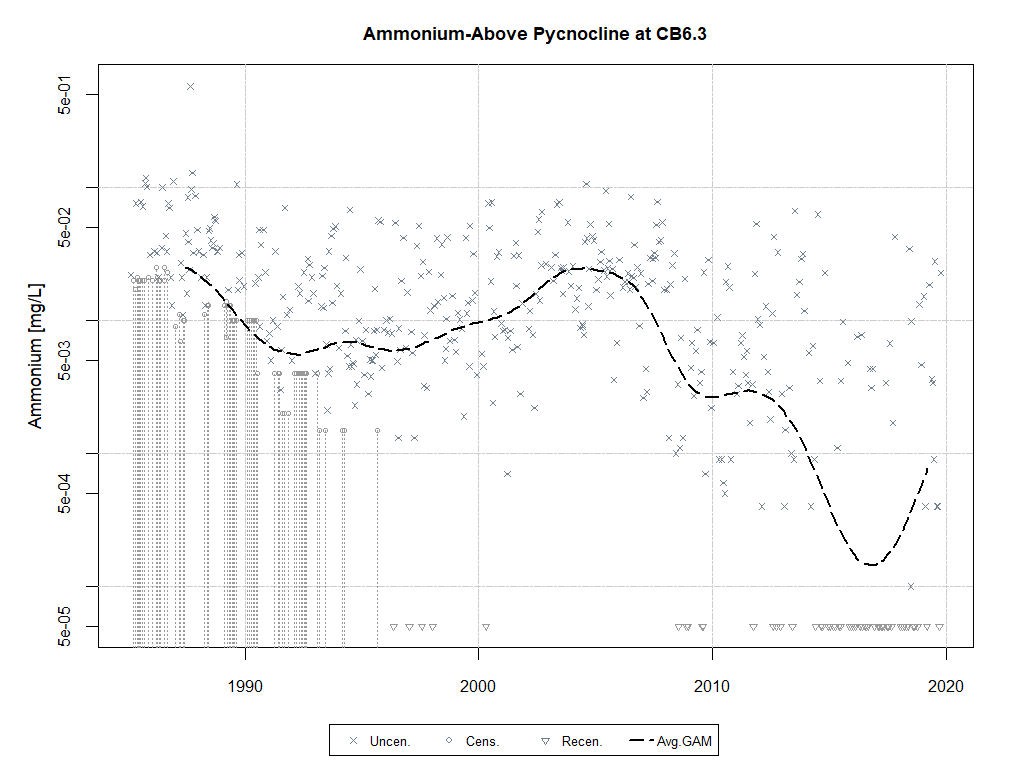 Ammonium-Above Pycnocline at CB6.3
Ammonium [mg/L]
5e-01
5e-02
5e-03
5e-04
5e-05
1990 2000 2010 2020
Uncen. Cens. Recen. Avg.GAM